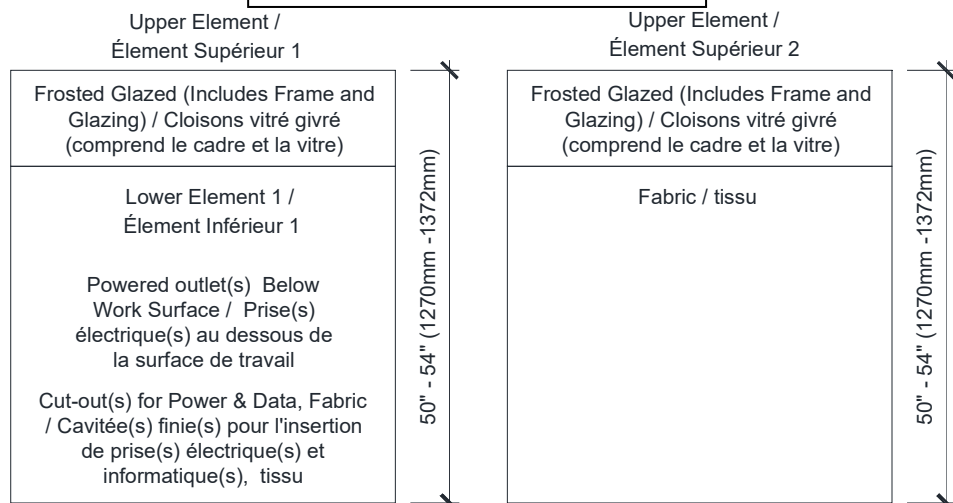 Upper Element /
Élement Supérieur 1
Frosted Glazed (Includes Frame and
Glazing) / Cloisons vitré givré
(comprend le cadre et la vitre)
Lower Element 1 /
Élement Inférieur 1
Powered outlet(s) Below
Work Surface / Prise(s)
électrique(s) au dessous de
la surface de travail
Cut-out(s) for Power & Data, Fabric
/ Cavitée(s) finie(s) pour l'insertion
de prise(s) électrique(s) et
informatique(s), tissu
50" - 54" (1270mm -1372mm)
Upper Element /
Élement Supérieur 2
Frosted Glazed (Includes Frame and
Glazing) / Cloisons vitré givré
(comprend le cadre et la vitre)
Fabric / tissu
50" - 54" (1270mm -1372mm)